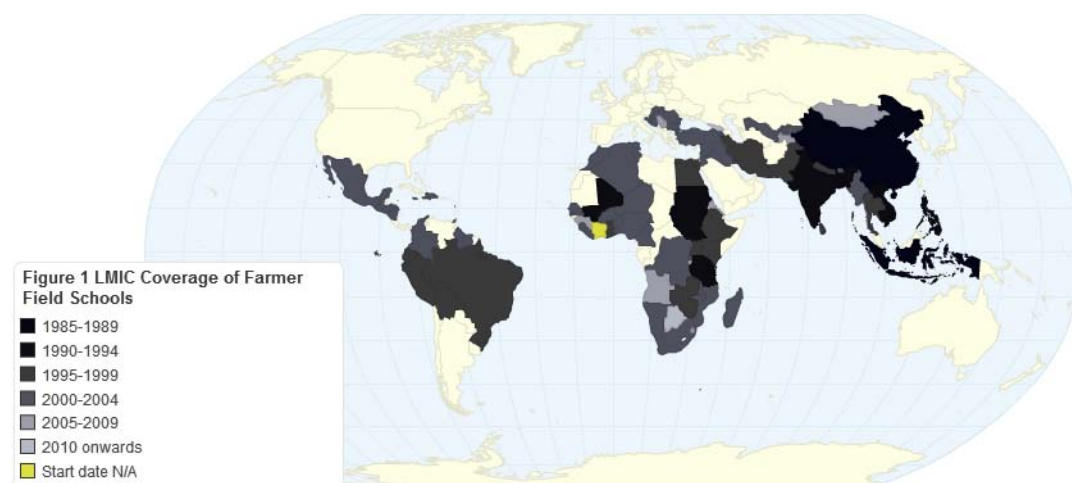 Figure 1 LMIC Coverage of Farmer
Field Schools
1985-1989
1990-1994
1995-1999
2000-2004
2005-2009
2010 onwards
Start date N/A